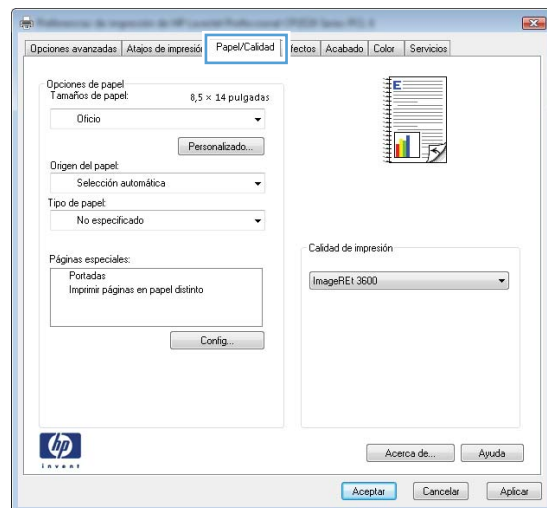 Opciones avanzadas Atajos de impresión Papel/Calidad fectos Acabado Color Servicios
Opciones de papel
Tamaños de papel: 8,5 × 14 pulgadas
Oficio
Personalizado...
Origen del papel:
Selección automática
Tipo de papel:
No especificado
Páginas especiales:
Portadas
Imprimir páginas en papel distinto
Config...
E
Calidad de impresión
ImageREt 3600
hp
invent
Acerca de... Ayuda
Aceptar Cancelar Aplicar